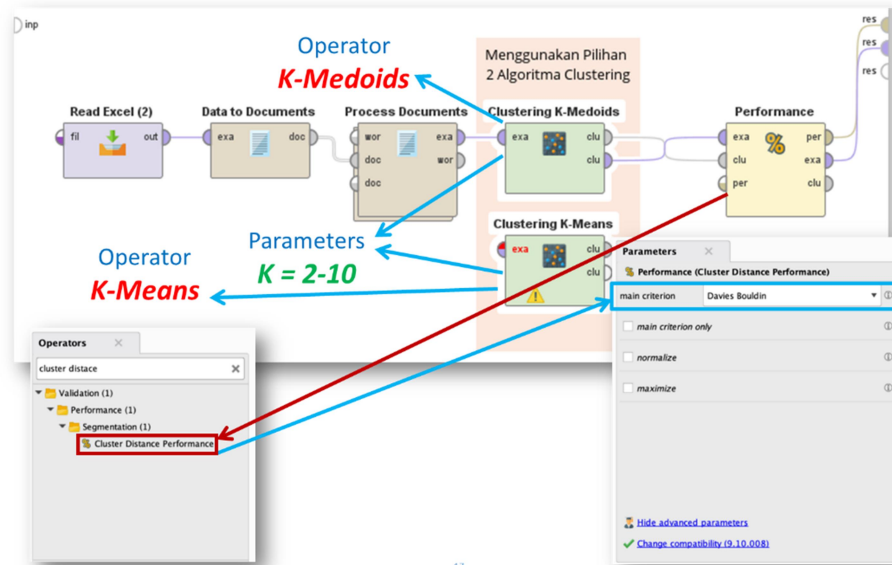 inp
res
res
res
Operator
K-Medoids
Menggunakan Pilihan
2 Algoritma Clustering
Read Excel (2)
Data to Documents
Process Documents
Clustering K-Medoids
Performance
fil
out
exa
doc
wor
exa
doc
wor
doc
exa
clu
clu
exa
per
clu
exa
per
clu
Clustering K-Means
exa
clu
clu
Parameters
K = 2-10
Operator
K-Means
Parameters
Performance (Cluster Distance Performance)
main criterion
Davies Bouldin
main criterion only
normalize
maximize
Hide advanced parameters
Change compatibility (9.10.008)
Operators
cluster distace
Validation (1)
Performance (1)
Segmentation (1)
Cluster Distance Performance